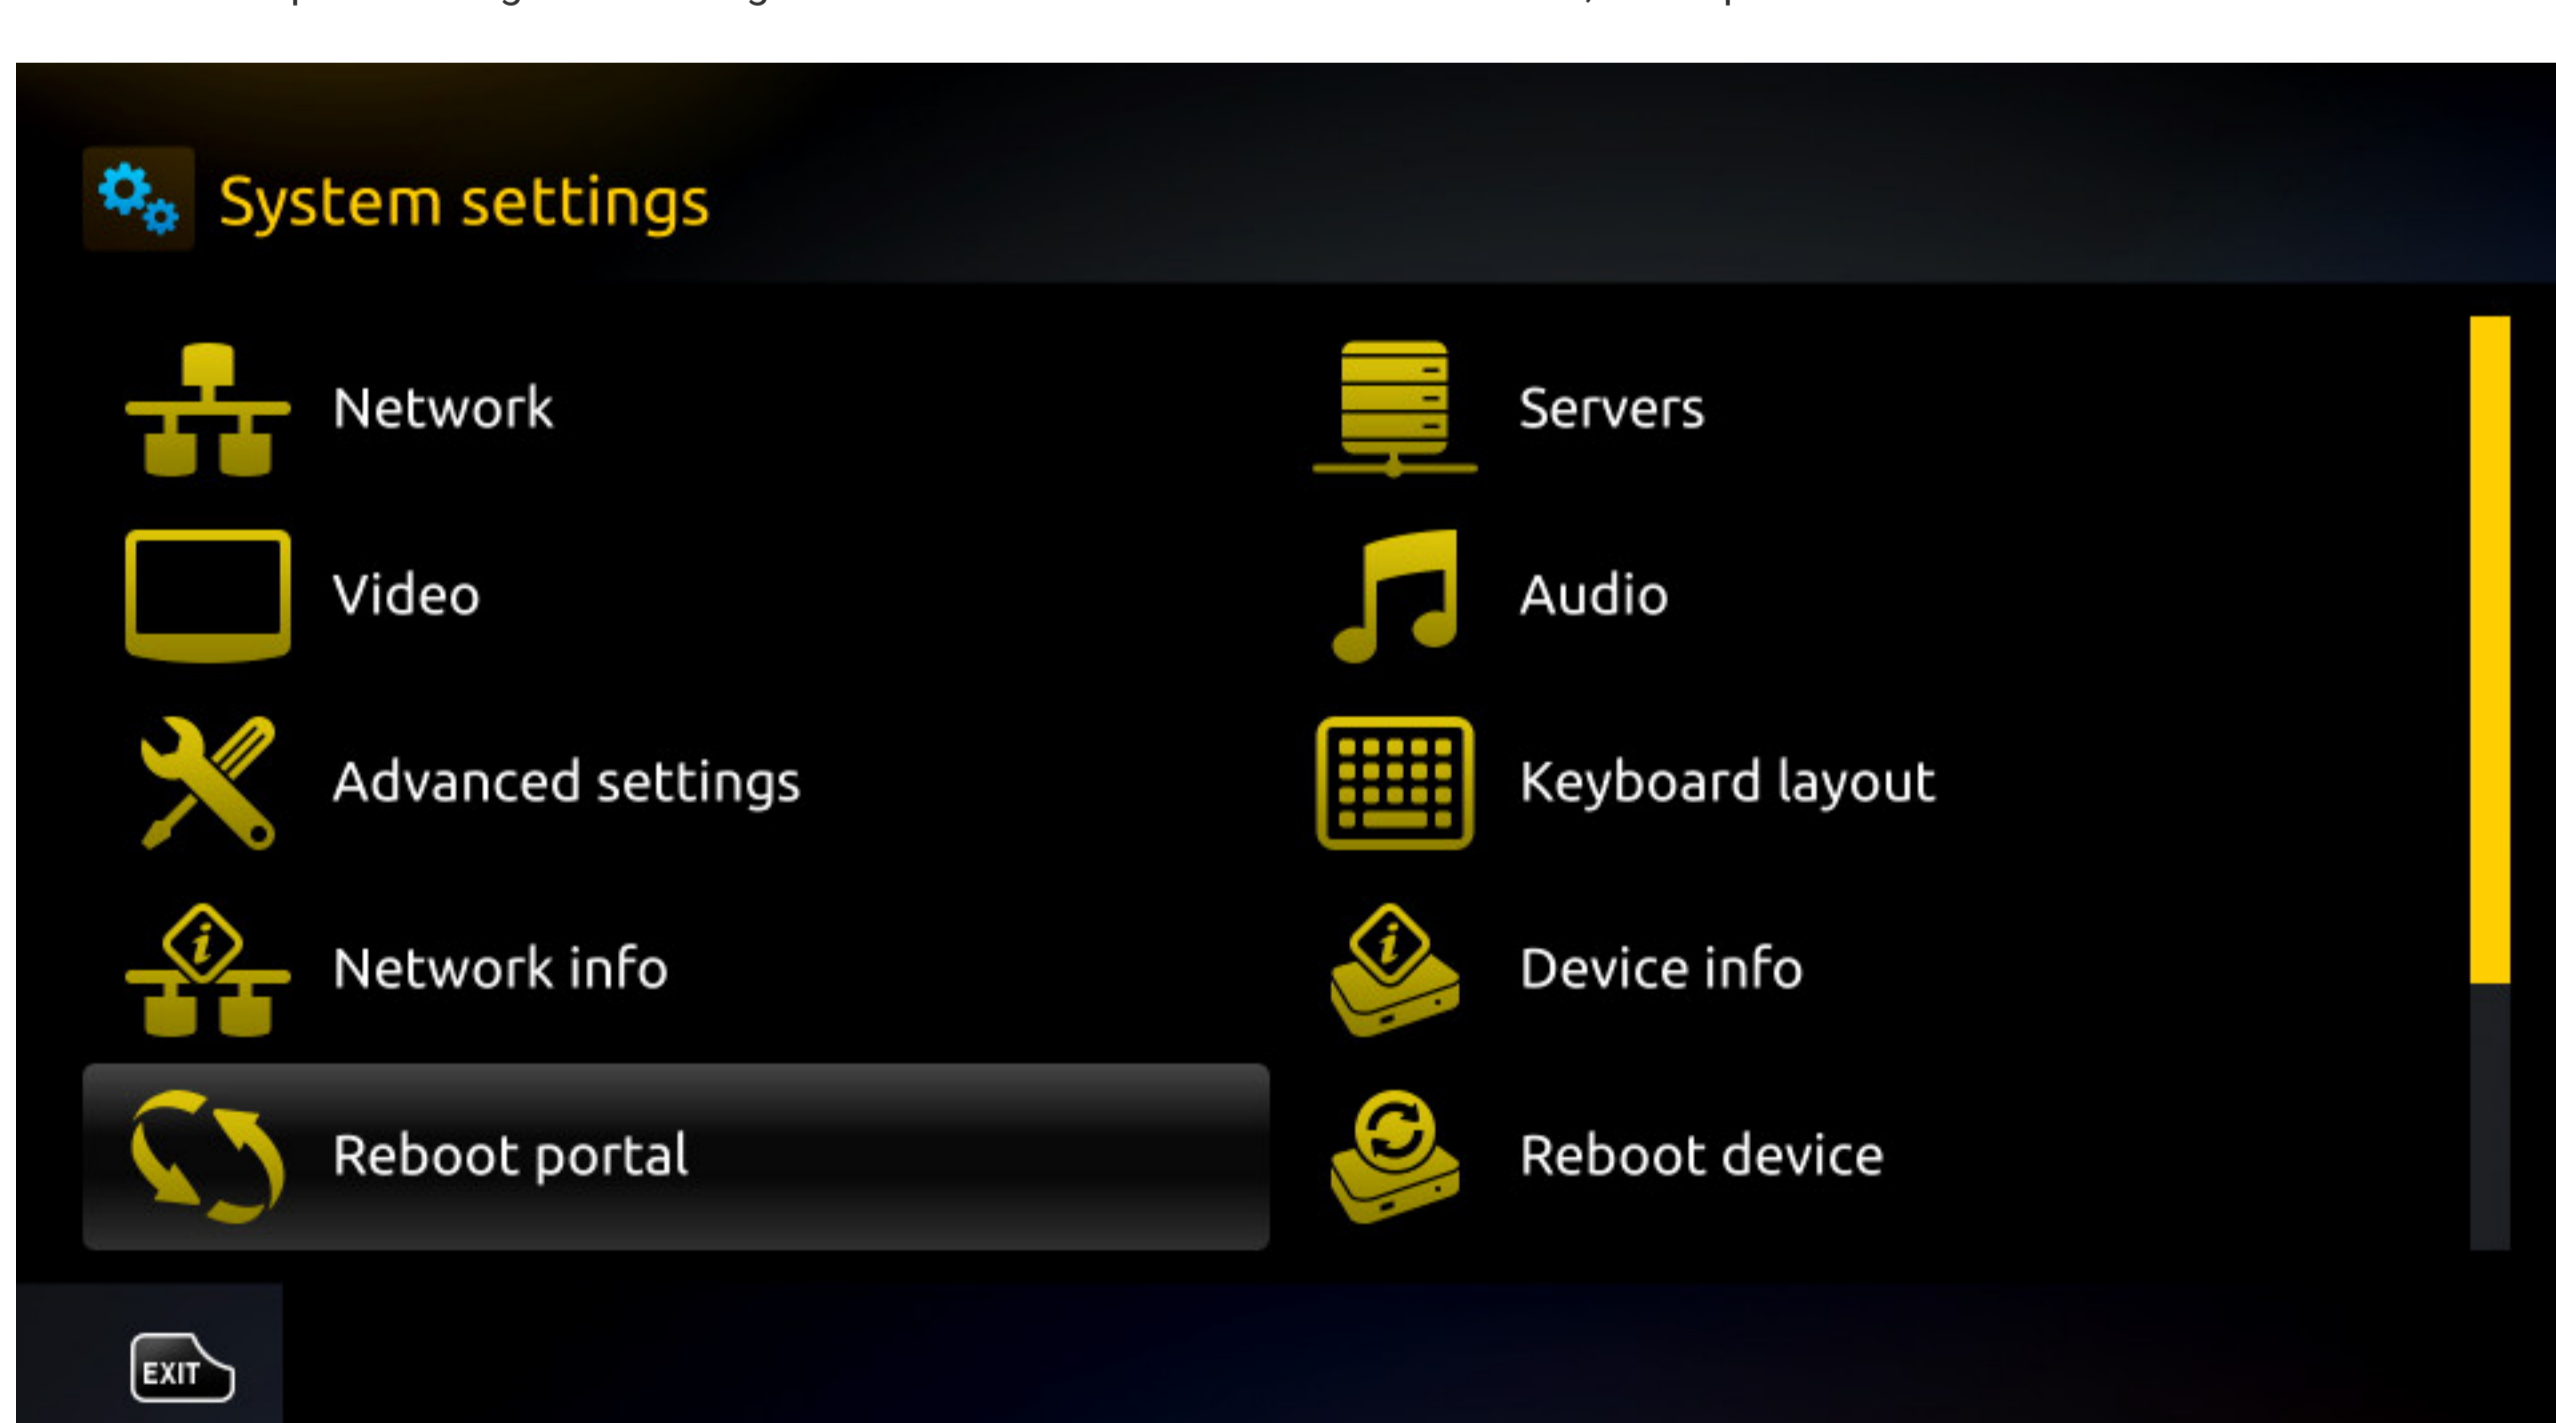 System settings
Network
Servers
Video
Audio
Advanced settings
Keyboard layout
Network info
Device info
Reboot portal
Reboot device
EXIT